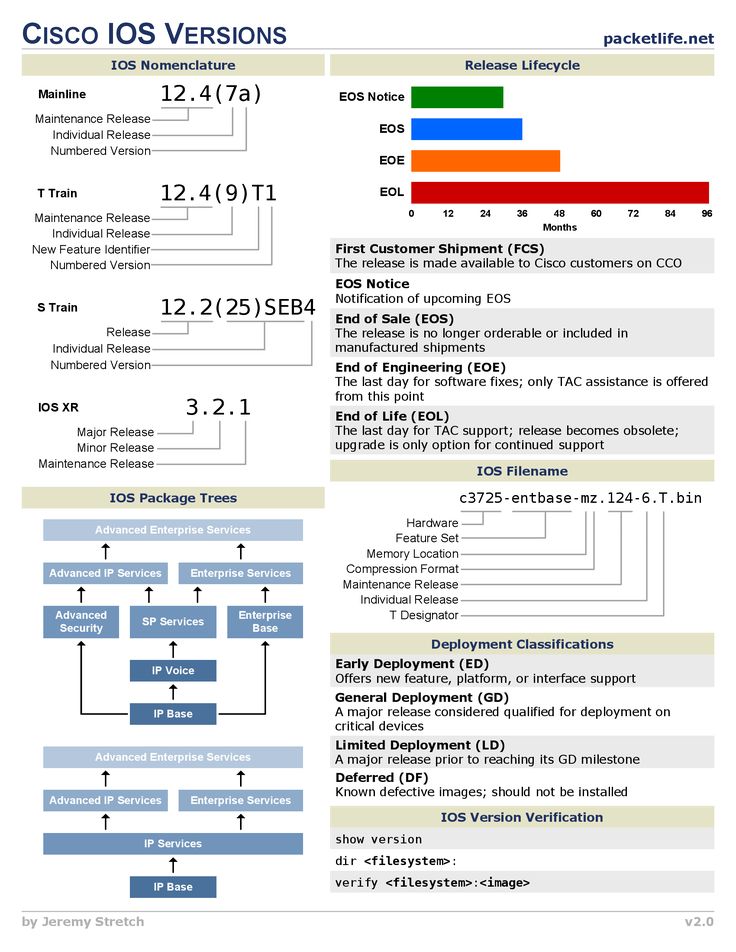 CISCO IOS VERSIONS
packetlife.net
IOS Nomenclature
Mainline
12.4(7a)
Maintenance Release
Individual Release
Numbered Version
T Train
12.4(9)T1
Maintenance Release
Individual Release
New Feature Identifier
Numbered Version
S Train
12.2(25)SEB4
Release
Individual Release
Numbered Version
IOS XR
3.2.1
Major Release
Minor Release
Maintenance Release
IOS Package Trees
Advanced Enterprise Services
Advanced IP Services
Enterprise Services
Advanced
Security
SP Services
Enterprise
Base
IP Voice
IP Base
Advanced Enterprise Services
Advanced IP Services
Enterprise Services
IP Services
IP Base
Release Lifecycle
EOS Notice
EOS
EOE
EOL
0 12 24 36 48 60 72 84 96
Months
First Customer Shipment (FCS)
The release is made available to Cisco customers on CCO
EOS Notice
Notification of upcoming EOS
End of Sale (EOS)
The release is no longer orderable or included in
manufactured shipments
End of Engineering (EOE)
The last day for software fixes; only TAC assistance is offered
from this point
End of Life (EOL)
The last day for TAC support; release becomes obsolete;
upgrade is only option for continued support
IOS Filename
c3725-entbase-mz.124-6.T.bin
Hardware
Feature Set
Memory Location
Compression Format
Maintenance Release
Individual Release
T Designator
Deployment Classifications
Early Deployment (ED)
Offers new feature, platform, or interface support
General Deployment (GD)
A major release considered qualified for deployment on
critical devices
Limited Deployment (LD)
A major release prior to reaching its GD milestone
Deferred (DF)
Known defective images; should not be installed
IOS Version Verification
show version
dir <filesystem>:
verify <filesystem>:<image>
by Jeremy Stretch
v2.0